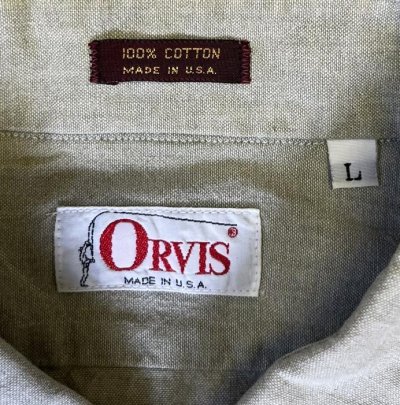 100% COTTON
MADE IN U.S.A.
L
ORVIS®
MADE IN U.S.A.